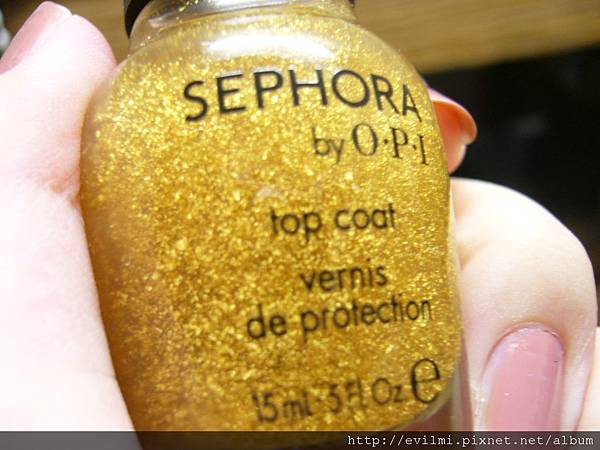 SEPHORA
by O·P·I
top coat
vernis
de protection
15 mL .5 Fl Oz e
http://evilmi.pixnet.net/album